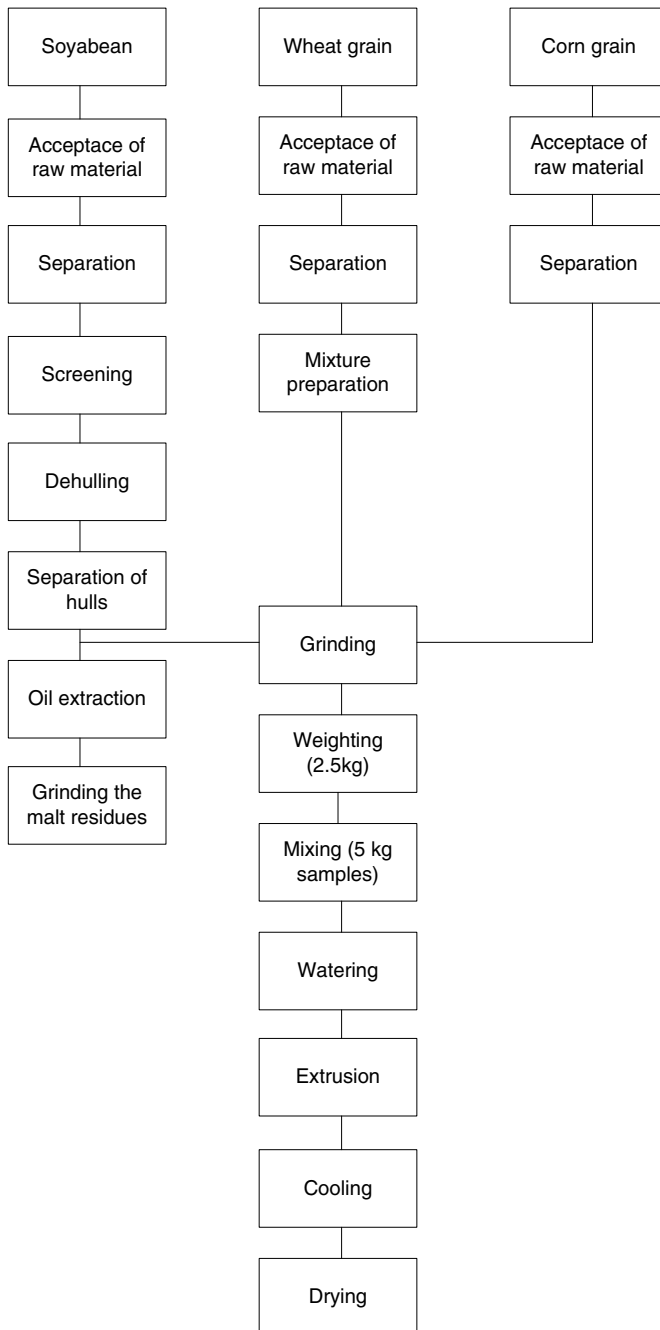 Soyabean
Acceptace of
raw material
Separation
Screening
Dehulling
Separation of
hulls
Oil extraction
Grinding the
malt residues
Wheat grain
Acceptace of
raw material
Separation
Mixture
preparation
Grinding
Weighting
(2.5kg)
Mixing (5 kg
samples)
Watering
Extrusion
Cooling
Drying
Corn grain
Acceptace of
raw material
Separation